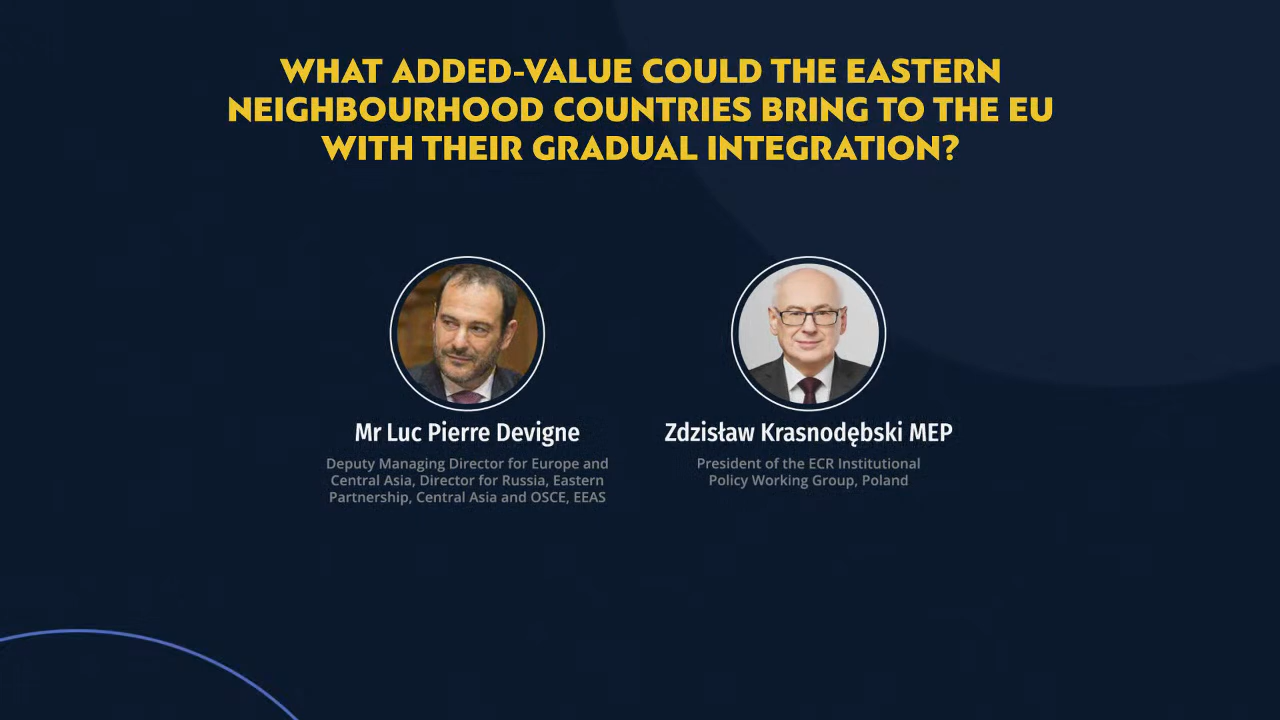 WHAT ADDED-VALUE COULD THE EASTERN
NEIGHBOURHOOD COUNTRIES BRING TO THE EU
WITH THEIR GRADUAL INTEGRATION?
Mr Luc Pierre Devigne
Deputy Managing Director for Europe and
Central Asia, Director for Russia, Eastern
Partnership, Central Asia and OSCE, EEAS
Zdzisław Krasnodębski MEP
President of the ECR Institutional
Policy Working Group, Poland